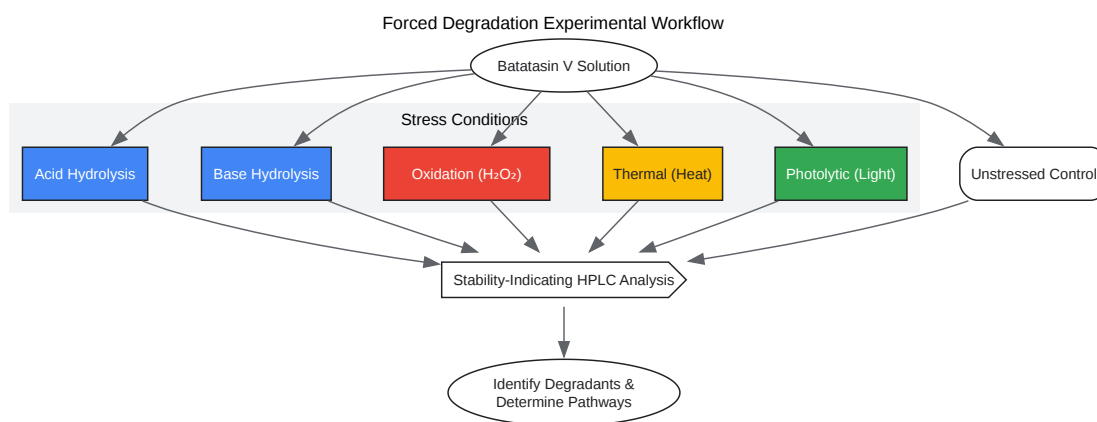 Forced Degradation Experimental Workflow
Batatasin V Solution
Stress Conditions
Acid Hydrolysis
Base Hydrolysis
Oxidation (H₂O₂)
Thermal (Heat)
Photolytic (Light)
Unstressed Control
Stability-Indicating HPLC Analysis
Identify Degradants &
Determine Pathways